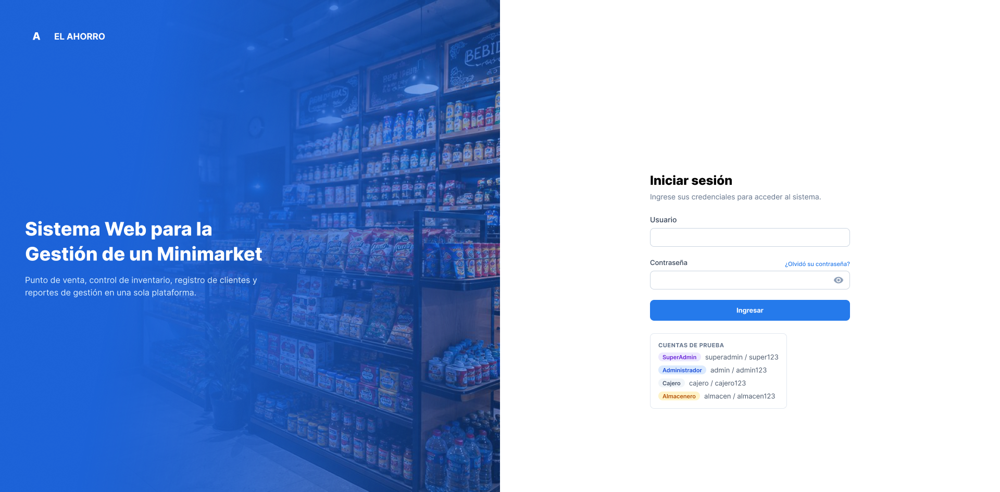 A EL AHORRO
Sistema Web para la
Gestión de un Minimarket
Punto de venta, control de inventario, registro de clientes y
reportes de gestión en una sola plataforma.
Iniciar sesión
Ingrese sus credenciales para acceder al sistema.
Usuario
Contraseña ¿Olvidó su contraseña?
Ingresar
CUENTAS DE PRUEBA
SuperAdmin superadmin / super123
Administrador admin / admin123
Cajero cajero / cajero123
Almacenero almacen / almacen123